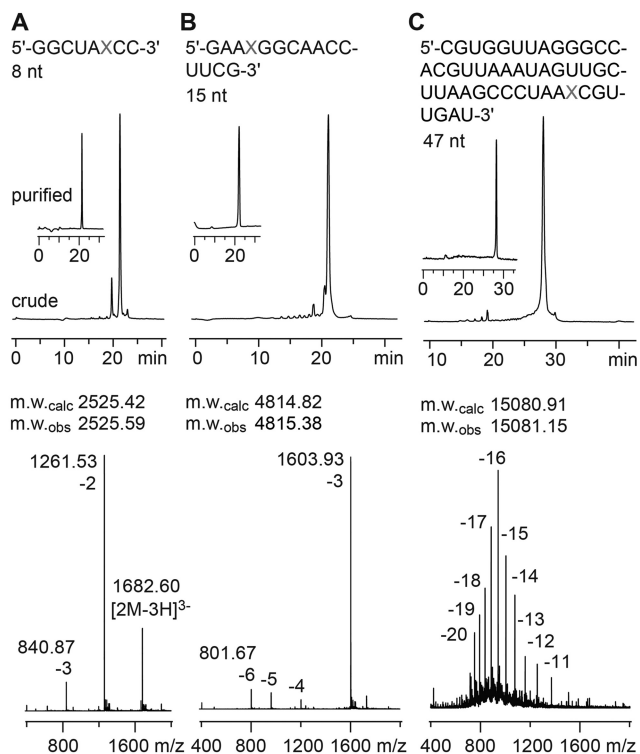 A
5'-GGCUAXCC-3'
8 nt
purified
0 20
crude
0 10 20 min
m.w.calc 2525.42
m.w.obs 2525.59
1261.53
-2
1682.60
[2M-3H]3-
840.87
-3
800 1600 m/z
B
5'-GAAXGGCAACC-
UUCG-3'
15 nt
0 20
0 10 20 min
m.w.calc 4814.82
m.w.obs 4815.38
1603.93
-3
801.67
-6 -5 -4
400 800 1200 1600 m/z
C
5'-CGUGGUUAGGGCC-
ACGUUAAAUAGUUGC-
UUAAGCCCUAAXCGU-
UGAU-3'
47 nt
0 20 30
10 20 30 min
m.w.calc 15080.91
m.w.obs 15081.15
-16
-17
-15
-18
-14
-19
-13
-20
-12
-11
400 800 1200 1600 m/z